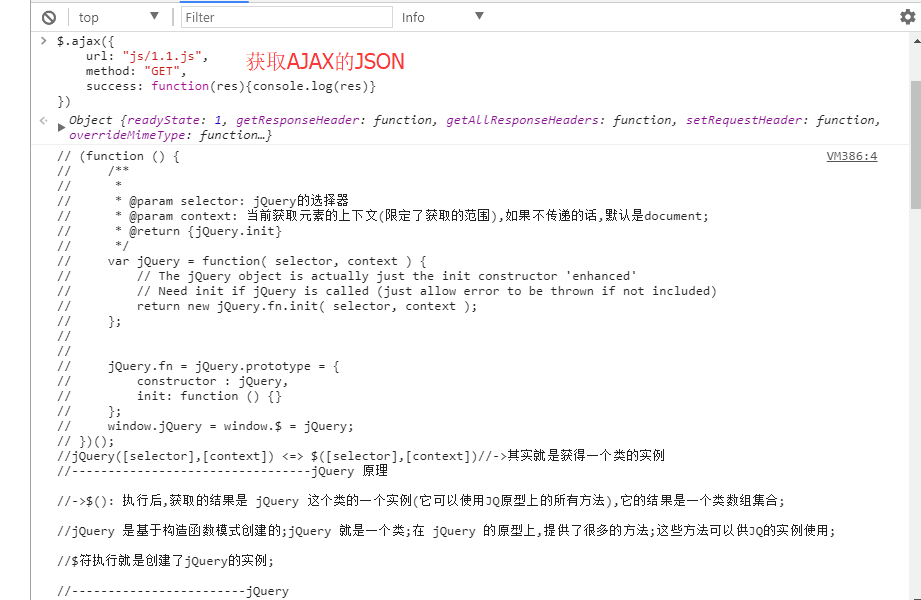 top Filter Info
> $.ajax({
url: "js/1.1.js",
获取AJAX的JSON
method: "GET",
success: function(res){console.log(res)}
})
Object {readyState: 1, getResponseHeader: function, getAllResponseHeaders: function, setRequestHeader: function,
overrideMimeType: function…}
// (function () { VM386:4
// /**
// *
// * @param selector: jQuery的选择器
// * @param context: 当前获取元素的上下文(限定了获取的范围),如果不传递的话,默认是document;
// * @return {jQuery.init}
// */
// var jQuery = function( selector, context ) {
// // The jQuery object is actually just the init constructor 'enhanced'
// // Need init if jQuery is called (just allow error to be thrown if not included)
// return new jQuery.fn.init( selector, context );
// };
//
//
// jQuery.fn = jQuery.prototype = {
// constructor : jQuery,
// init: function () {}
// };
// window.jQuery = window.$ = jQuery;
// })();
//jQuery([selector],[context]) <=> $([selector],[context])//->其实就是获得一个类的实例
//---------------------------------jQuery 原理
//->$(): 执行后,获取的结果是 jQuery 这个类的一个实例(它可以使用JQ原型上的所有方法),它的结果是一个类数组集合;
//jQuery 是基于构造函数模式创建的;jQuery 就是一个类;在 jQuery 的原型上,提供了很多的方法;这些方法可以供JQ的实例使用;
//$符执行就是创建了jQuery的实例;
//------------------------jQuery